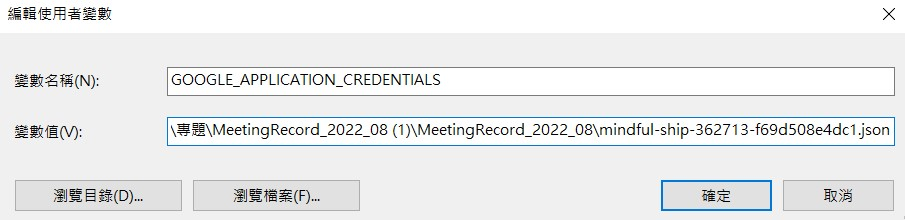 編輯使用者變數
變數名稱(N):
GOOGLE_APPLICATION_CREDENTIALS
變數值(V):
\專題\MeetingRecord_2022_08 (1)\MeetingRecord_2022_08\mindful-ship-362713-f69d508e4dc1.json
瀏覽目錄(D)...
瀏覽檔案(F)...
確定
取消